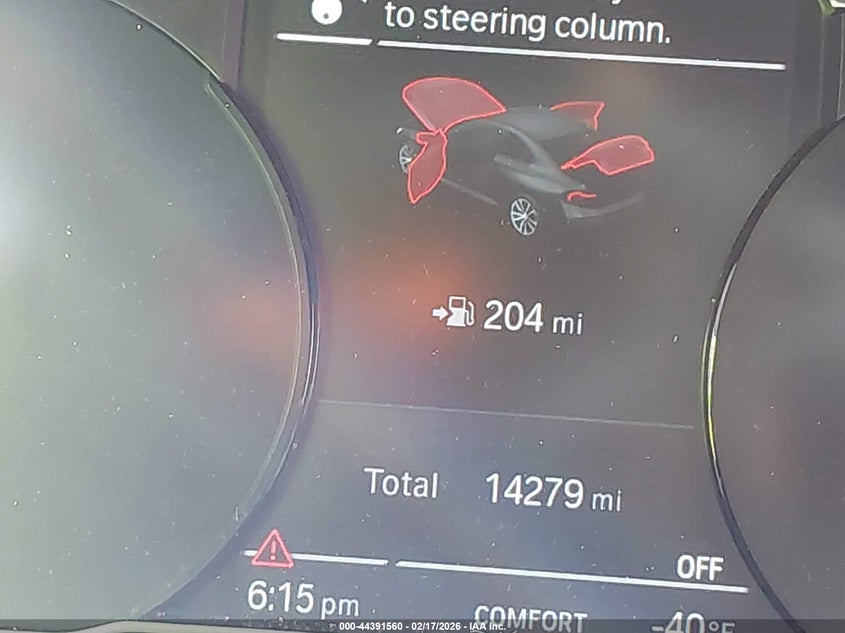 to steering column.
204 mi
Total 14279 mi
OFF
6:15 pm
COMFORT -40°F
000-44391560 - 02/17/2026 - IAA Inc.